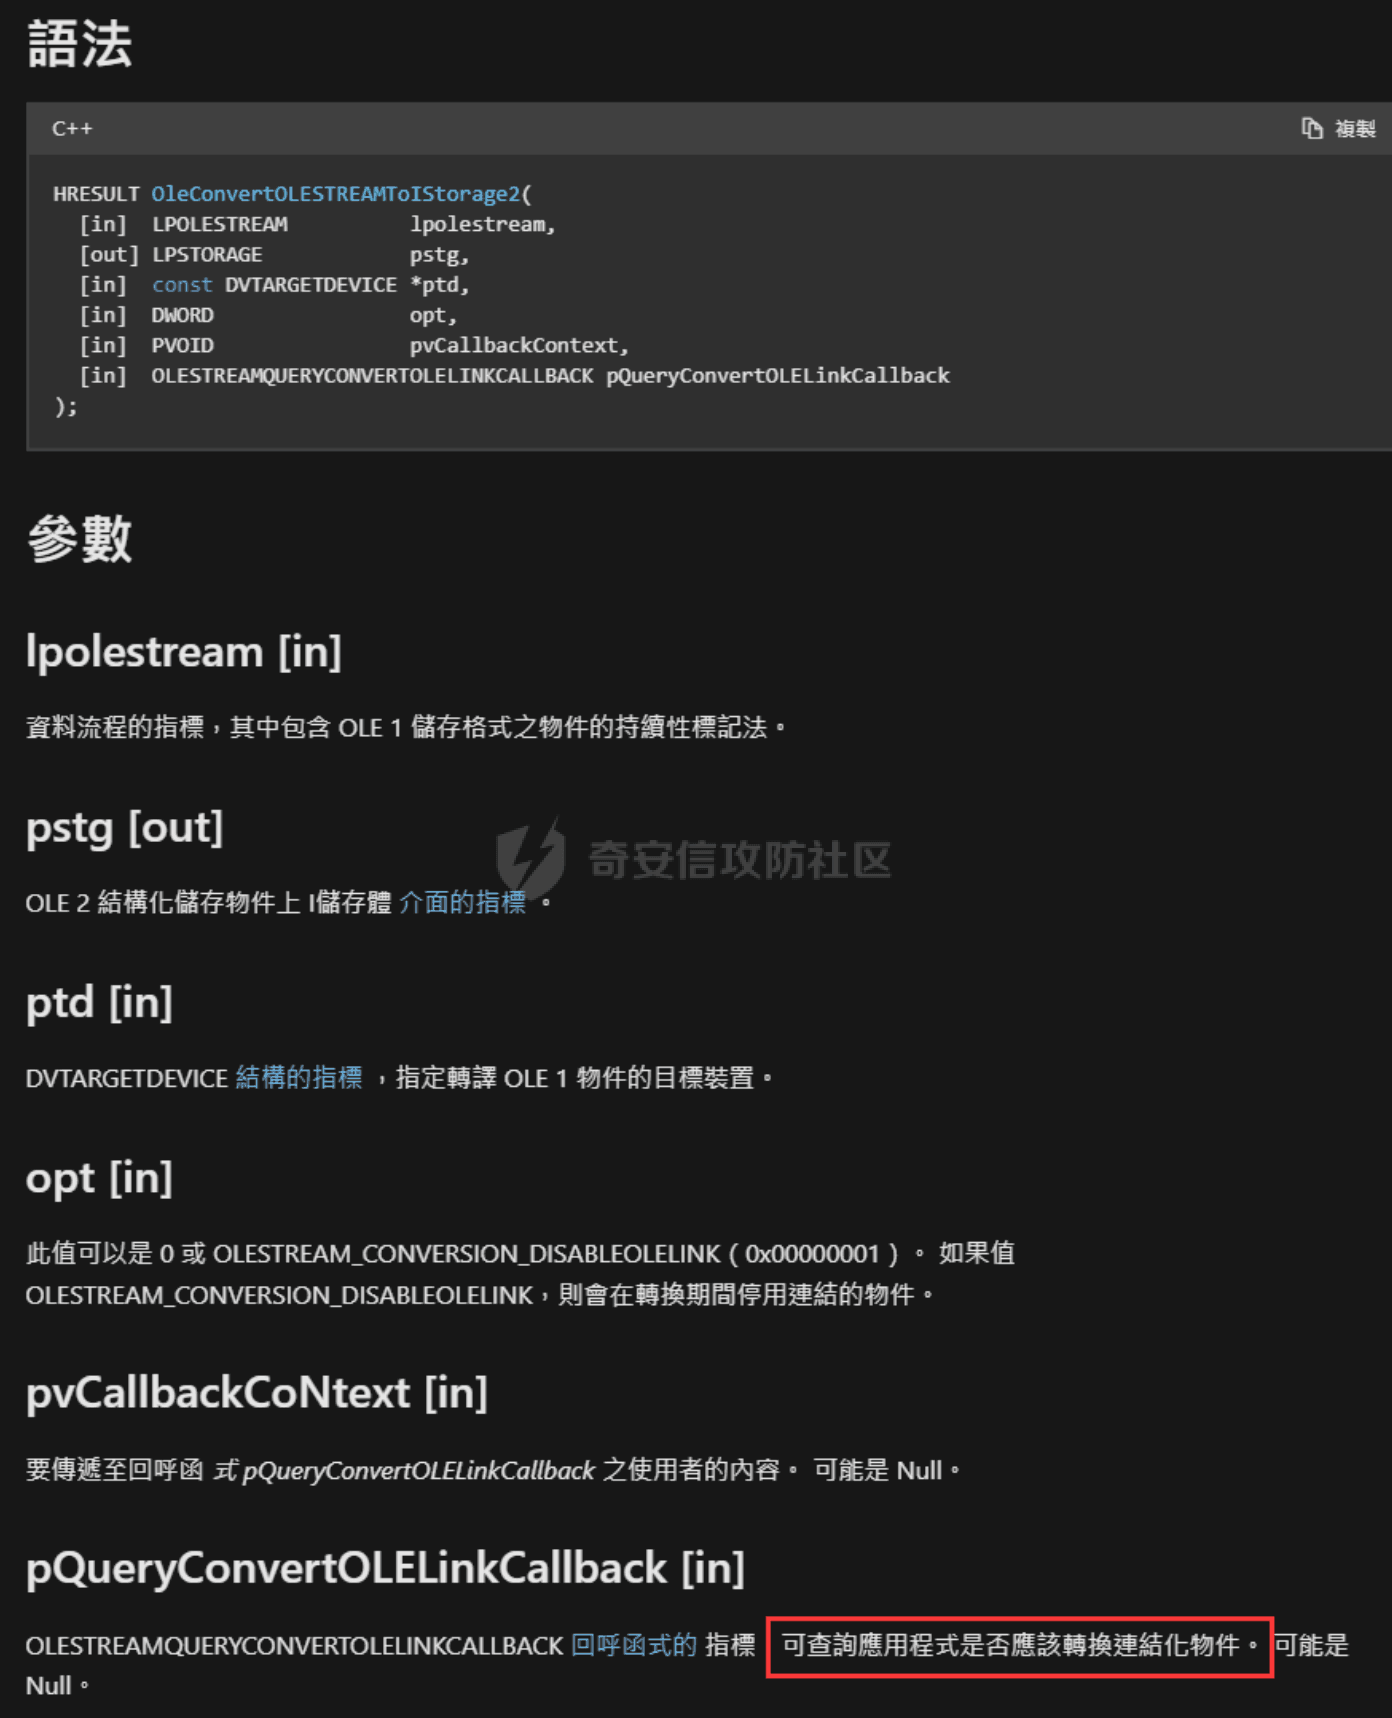 語法
C++
複製
HRESULT OleConvertOLESTREAMToIStorage2(
[in] LPOLESTREAM lpolestream,
[out] LPSTORAGE pstg,
[in] const DVTARGETDEVICE *ptd,
[in] DWORD opt,
[in] PVOID pvCallbackContext,
[in] OLESTREAMQUERYCONVERTOLELINKCALLBACK pQueryConvertOLELinkCallback
);
參數
lpolestream [in]
資料流程的指標，其中包含 OLE 1 儲存格式之物件的持續性標記法。
pstg [out]
奇安信攻防社区
OLE 2 結構化儲存物件上 I儲存體 介面的指標 。
ptd [in]
DVTARGETDEVICE 結構的指標 ，指定轉譯 OLE 1 物件的目標裝置。
opt [in]
此值可以是 0 或 OLESTREAM_CONVERSION_DISABLEOLELINK（0x00000001）。 如果值
OLESTREAM_CONVERSION_DISABLEOLELINK，則會在轉換期間停用連結的物件。
pvCallbackCoNtext [in]
要傳遞至回呼函 式 pQueryConvertOLELinkCallback 之使用者的內容。 可能是 Null。
pQueryConvertOLELinkCallback [in]
OLESTREAMQUERYCONVERTOLELINKCALLBACK 回呼函式的 指標 可查詢應用程式是否應該轉換連結化物件。可能是
Null。